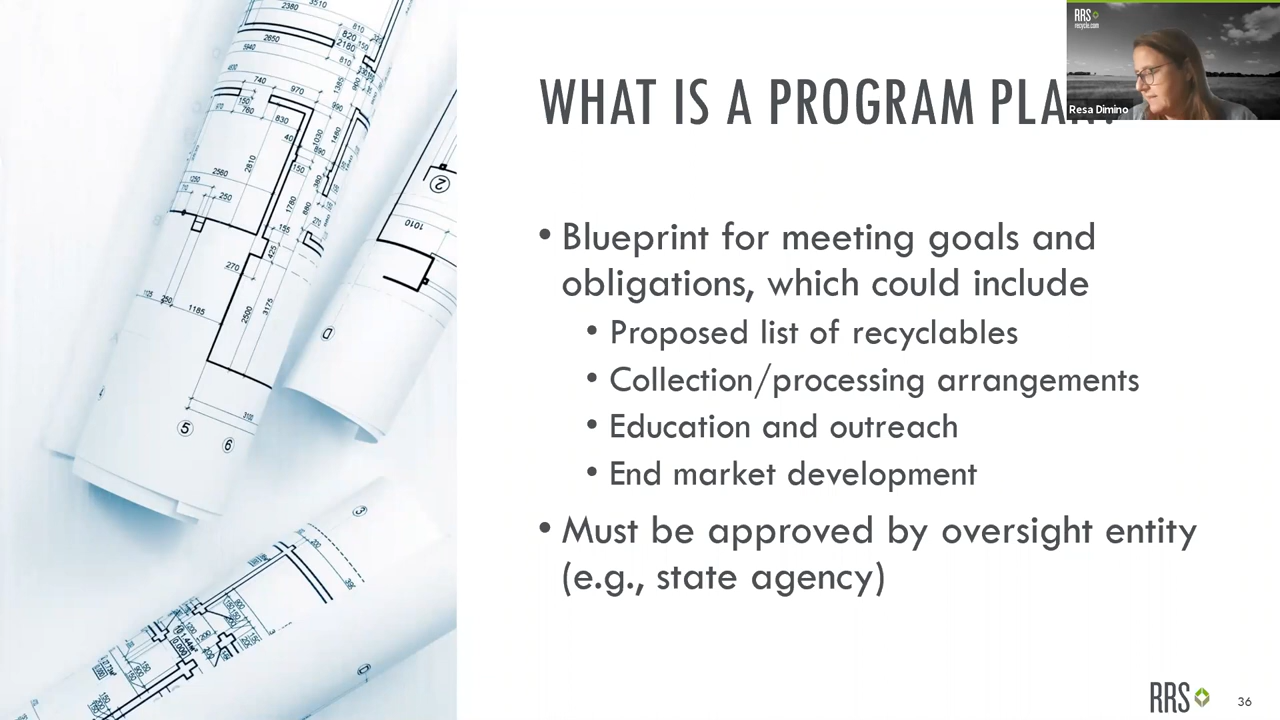 WHAT IS A PROGRAM PLAN?
RRS
recycle.com
Resa Dimino
• Blueprint for meeting goals and
obligations, which could include
• Proposed list of recyclables
• Collection/processing arrangements
• Education and outreach
• End market development
• Must be approved by oversight entity
(e.g., state agency)
RRS
36